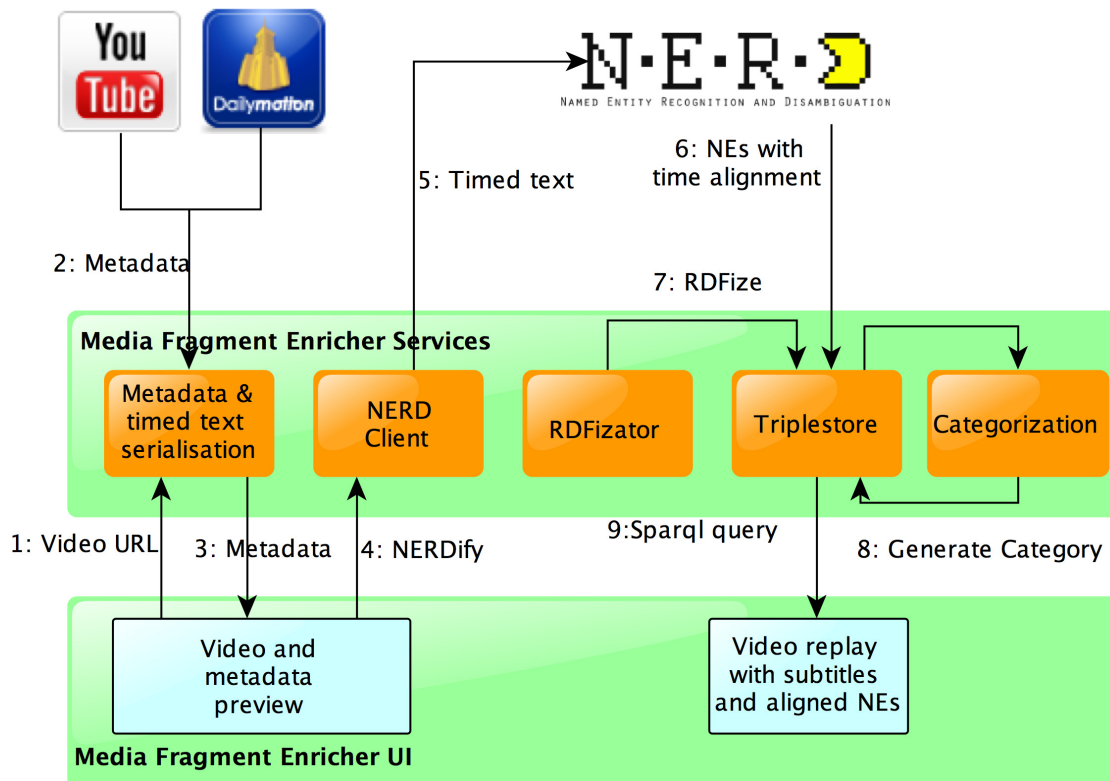 You
Tube
Dailymotion
N·E·R·D
NAMED ENTITY RECOGNITION AND DISAMBIGUATION
6: NEs with
time alignment
5: Timed text
2: Metadata
7: RDFize
Media Fragment Enricher Services
Metadata &
timed text
serialisation
NERD
Client
RDFizator
Triplestore
Categorization
1: Video URL
3: Metadata
4: NERDify
9:Sparql query
8: Generate Category
Video and
metadata
preview
Video replay
with subtitles
and aligned NEs
Media Fragment Enricher UI